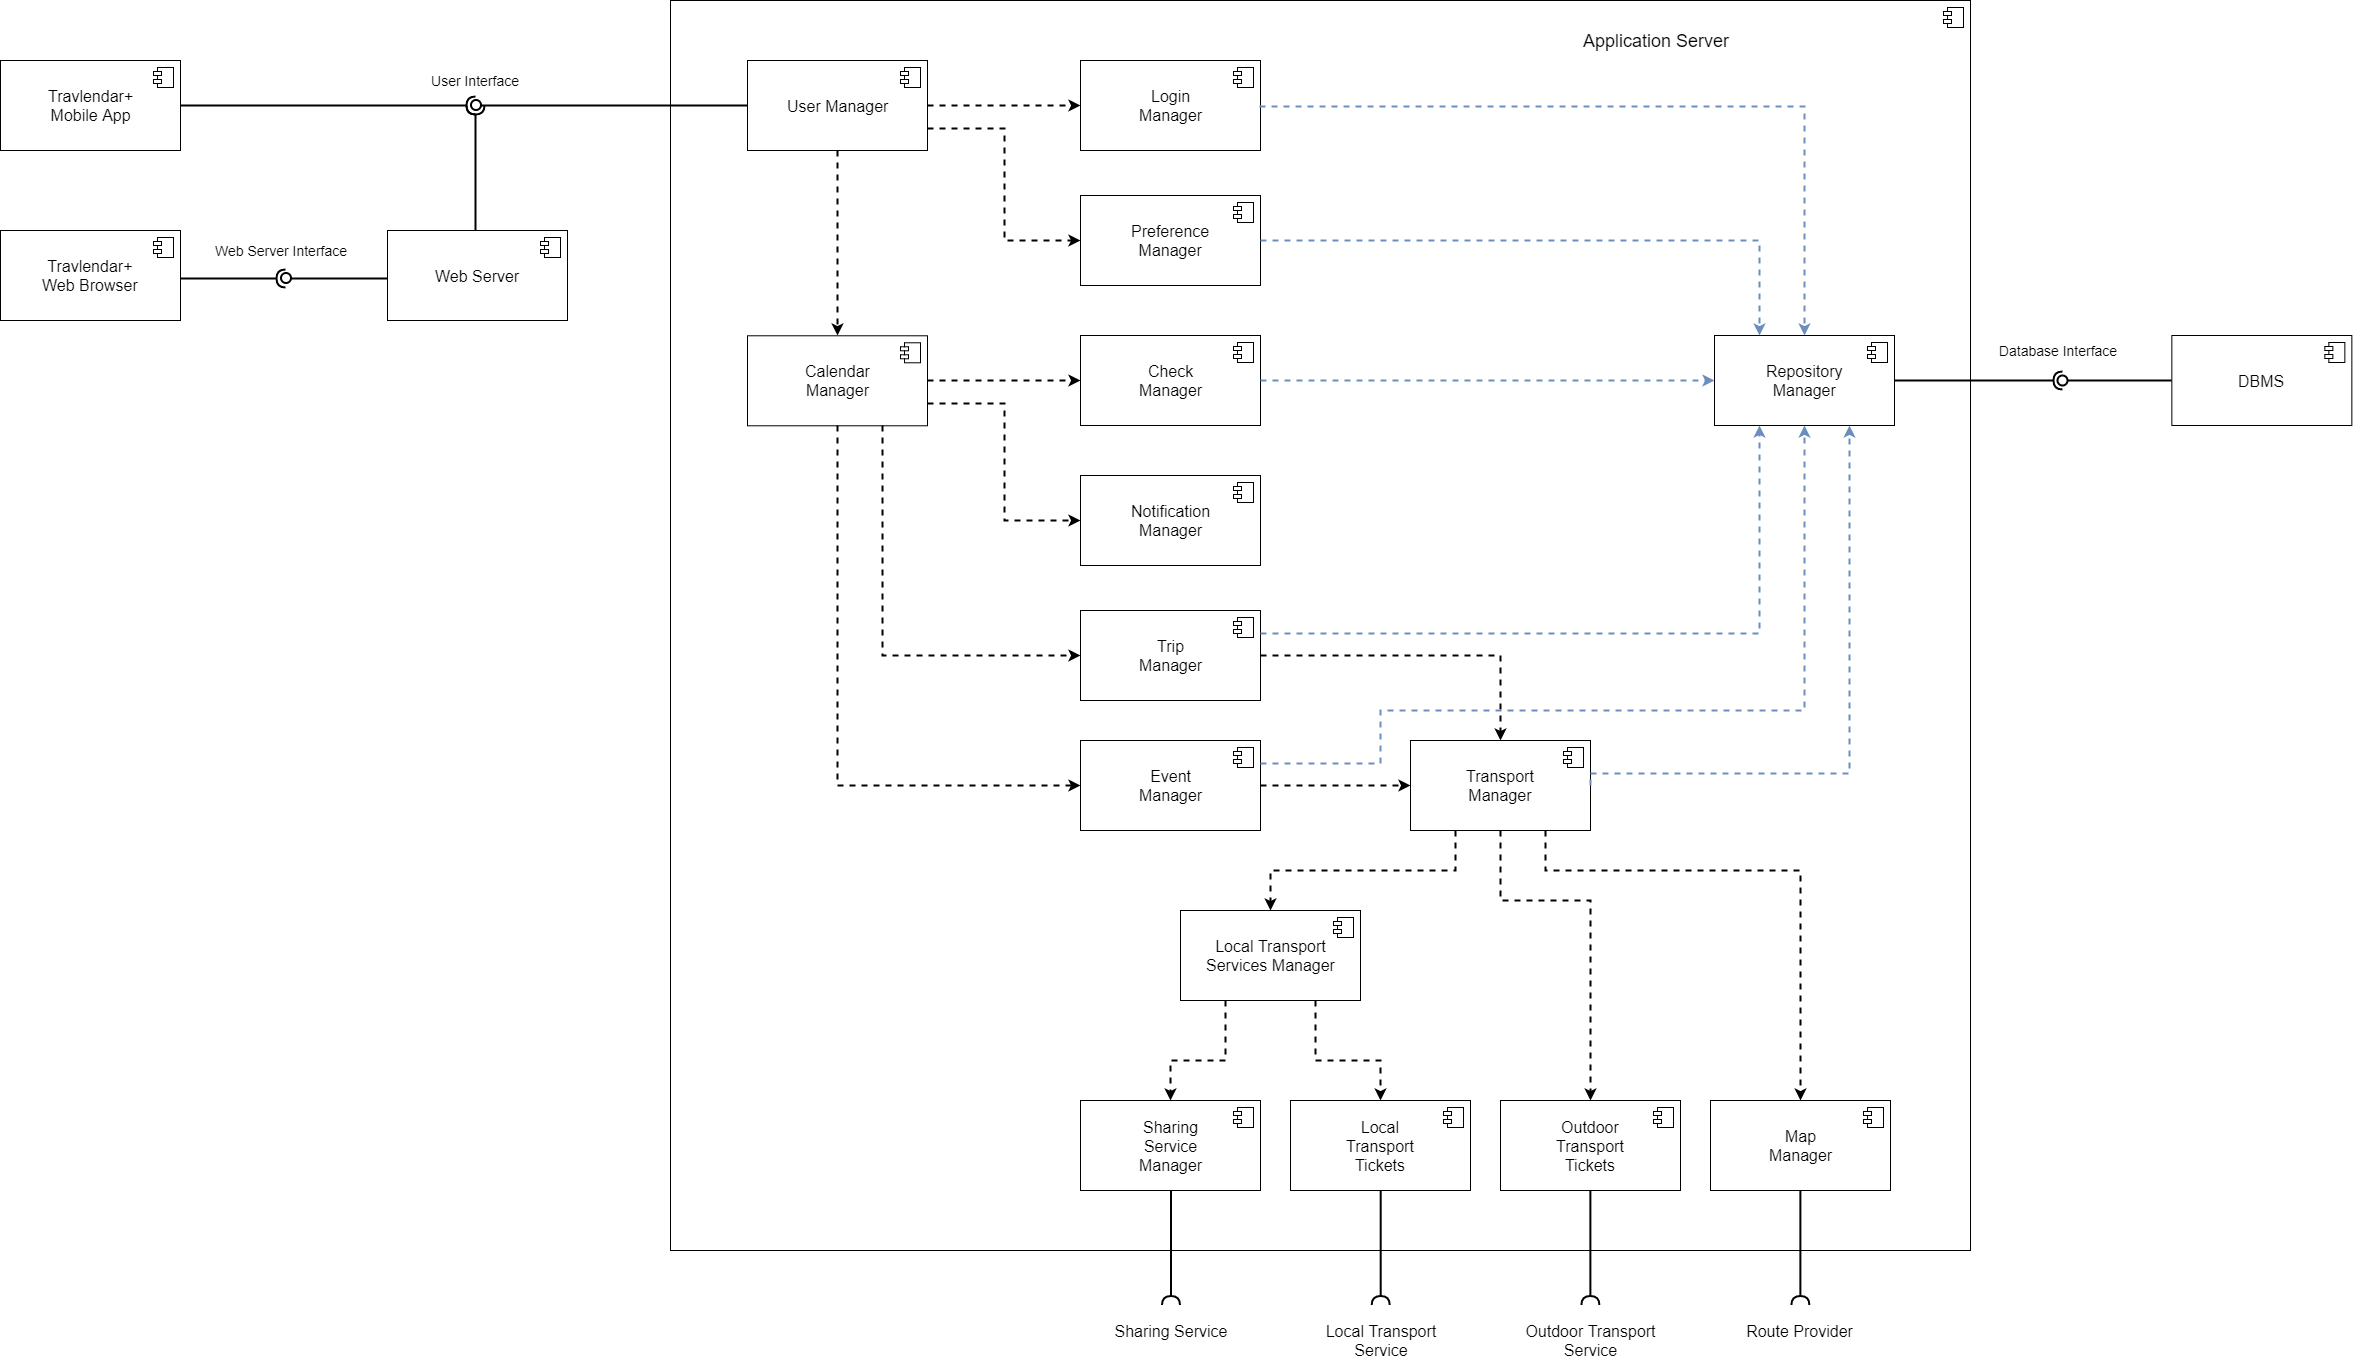 Application Server
Travlendar+
Mobile App
User Interface
User Manager
Login
Manager
Preference
Manager
Travlendar+
Web Browser
Web Server Interface
Web Server
Calendar
Manager
Check
Manager
Repository
Manager
Database Interface
DBMS
Notification
Manager
Trip
Manager
Event
Manager
Transport
Manager
Local Transport
Services Manager
Sharing
Service
Manager
Local
Transport
Tickets
Outdoor
Transport
Tickets
Map
Manager
Sharing Service
Local Transport
Service
Outdoor Transport
Service
Route Provider